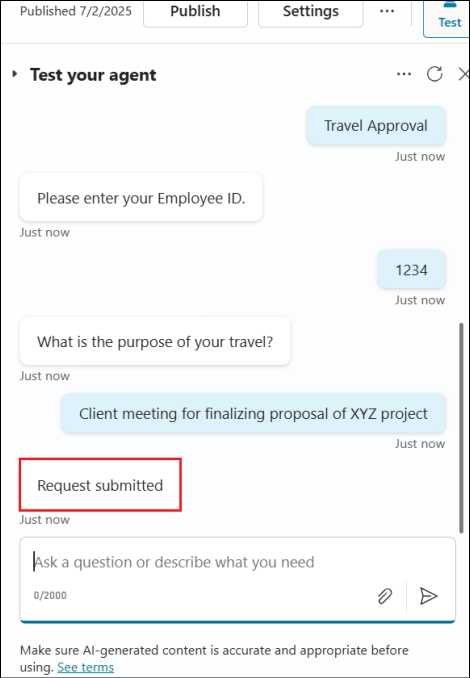 Published 7/2/2025 Publish Settings ··· Test
Test your agent ···
Travel Approval
Just now
Please enter your Employee ID.
Just now
1234
Just now
What is the purpose of your travel?
Just now
Client meeting for finalizing proposal of XYZ project
Just now
Request submitted
Just now
Ask a question or describe what you need
0/2000
Make sure AI-generated content is accurate and appropriate before
using. See terms